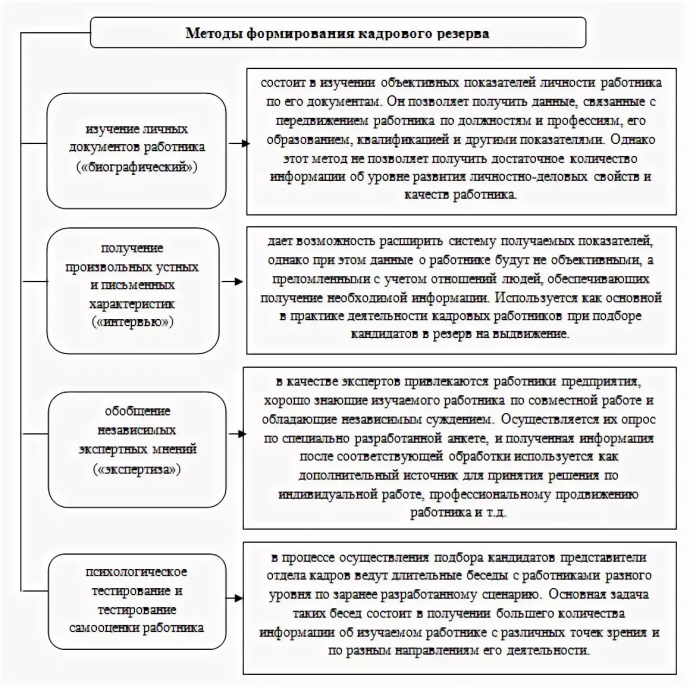 Методы формирования кадрового резерва
изучение личных
документов работника
(«биографический»)
состоит в изучении объективных показателей личности работника
по его документам. Он позволяет получить данные, связанные с
передвижением работника по должностям и профессиям, его
образованием, квалификацией и другими показателями. Однако
этот метод не позволяет получить достаточное количество
информации об уровне развития личностно-деловых свойств и
качеств работника.
получение
произвольных устных
и письменных
характеристик
(«интервью»)
дает возможность расширить систему получаемых показателей,
однако при этом данные о работнике будут не объективными, а
преломленными с учетом отношений людей, обеспечивающих
получение необходимой информации. Используется как основной
в практике деятельности кадровых работников при подборе
кандидатов в резерв на выдвижение.
обобщение
независимых
экспертных мнений
(«экспертиза»)
в качестве экспертов привлекаются работники предприятия,
хорошо знающие изучаемого работника по совместной работе и
обладающие независимым суждением. Осуществляется их опрос
по специально разработанной анкете, и полученная информация
после соответствующей обработки используется как
дополнительный источник для принятия решения по
индивидуальной работе, профессиональному продвижению
работника и т.д.
психологическое
тестирование и
тестирование
самооценки работника
в процессе осуществления подбора кандидатов представители
отдела кадров ведут длительные беседы с работниками разного
уровня по заранее разработанному сценарию. Основная задача
таких бесед состоит в получении большего количества
информации об изучаемом работнике с различных точек зрения и
по разным направлениям его деятельности.